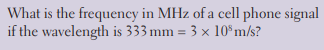 What is the frequency in MHz of a cell phone signal
if the wavelength is 333 mm = 3 × 10⁸ m/s?